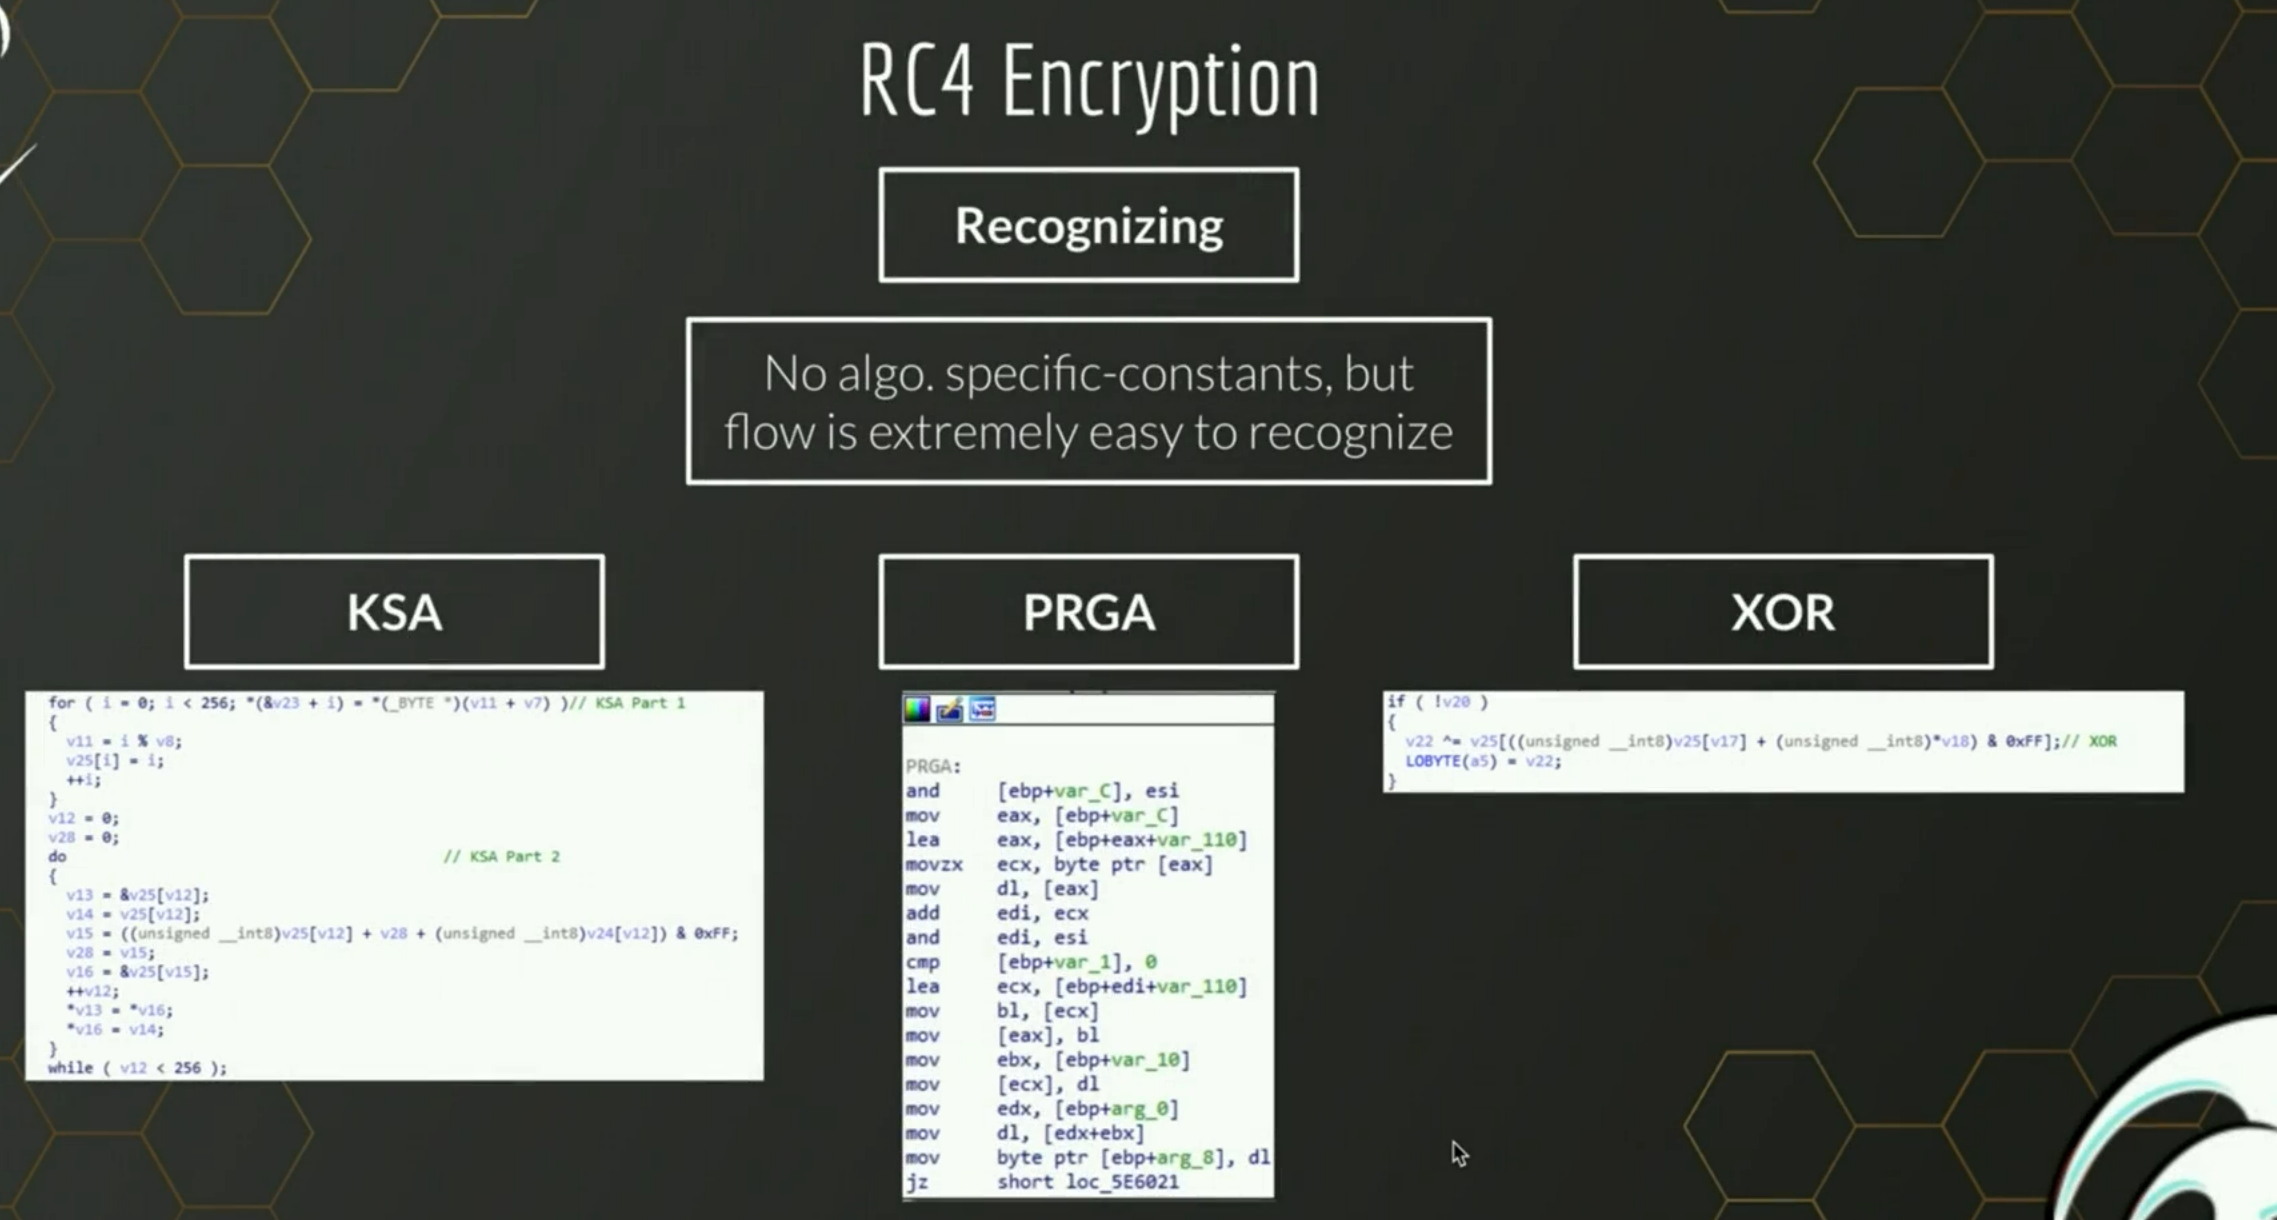 RC4 Encryption
Recognizing
No algo. specific-constants, but
flow is extremely easy to recognize
KSA
for ( i = 0; i < 256; *(&v23 + i) = *(_BYTE *)(v11 + v7) )// KSA Part 1
{
v11 = i % v8;
v25[i] = i;
++i;
}
v12 = 0;
v28 = 0;
do // KSA Part 2
{
v13 = &v25[v12];
v14 = v25[v12];
v15 = ((unsigned __int8)v25[v12] + v28 + (unsigned __int8)v24[v12]) & 0xFF;
v28 = v15;
v16 = &v25[v15];
++v12;
*v13 = *v16;
*v16 = v14;
}
while ( v12 < 256 );
PRGA
PRGA:
and [ebp+var_C], esi
mov eax, [ebp+var_C]
lea eax, [ebp+eax+var_110]
movzx ecx, byte ptr [eax]
mov dl, [eax]
add edi, ecx
and edi, esi
cmp [ebp+var_1], 0
lea ecx, [ebp+edi+var_110]
mov bl, [ecx]
mov [eax], bl
mov ebx, [ebp+var_10]
mov [ecx], dl
mov edx, [ebp+arg_0]
mov dl, [edx+ebx]
mov byte ptr [ebp+arg_8], dl
jz short loc_5E6021
XOR
if ( !v20 )
{
v22 ^= v25[((unsigned __int8)v25[v17] + (unsigned __int8)*v18) & 0xFF];// XOR
LOBYTE(a5) = v22;
}